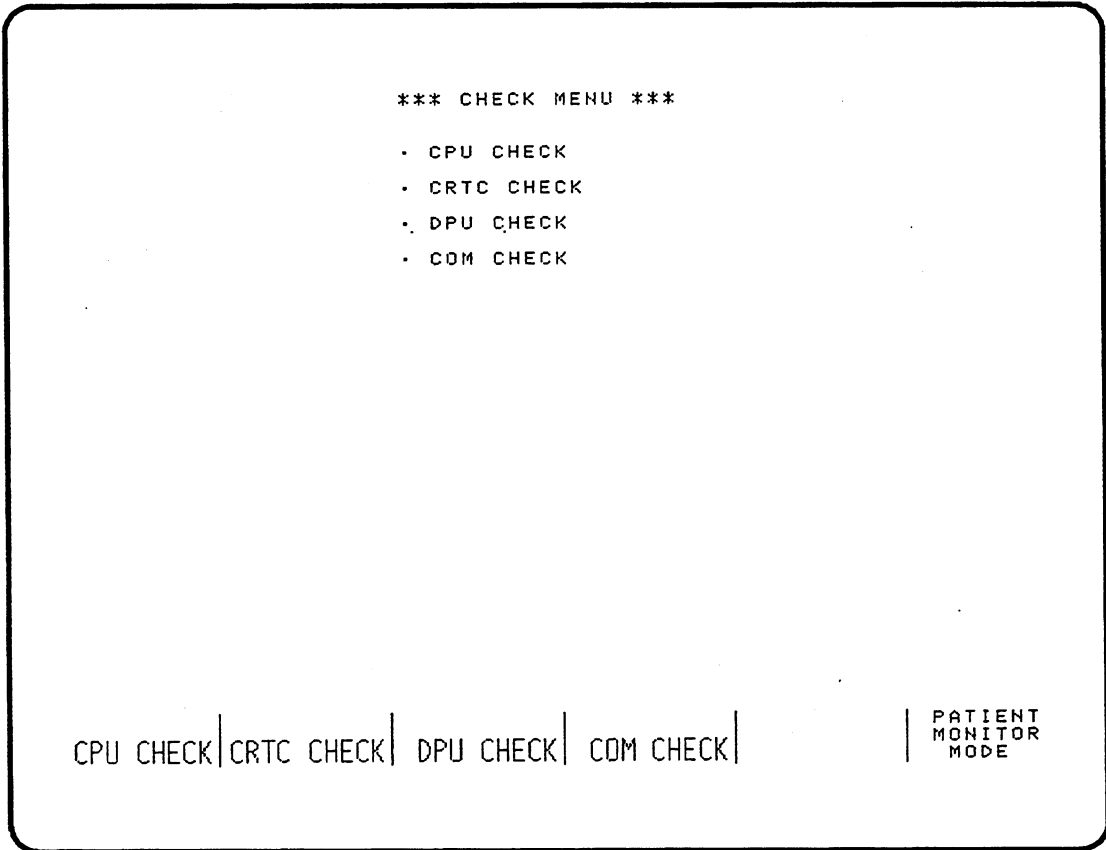 *** CHECK MENU ***
· CPU CHECK
· CRTC CHECK
· DPU CHECK
· COM CHECK
CPU CHECK
CRTC CHECK
DPU CHECK
COM CHECK
PATIENT
MONITOR
MODE